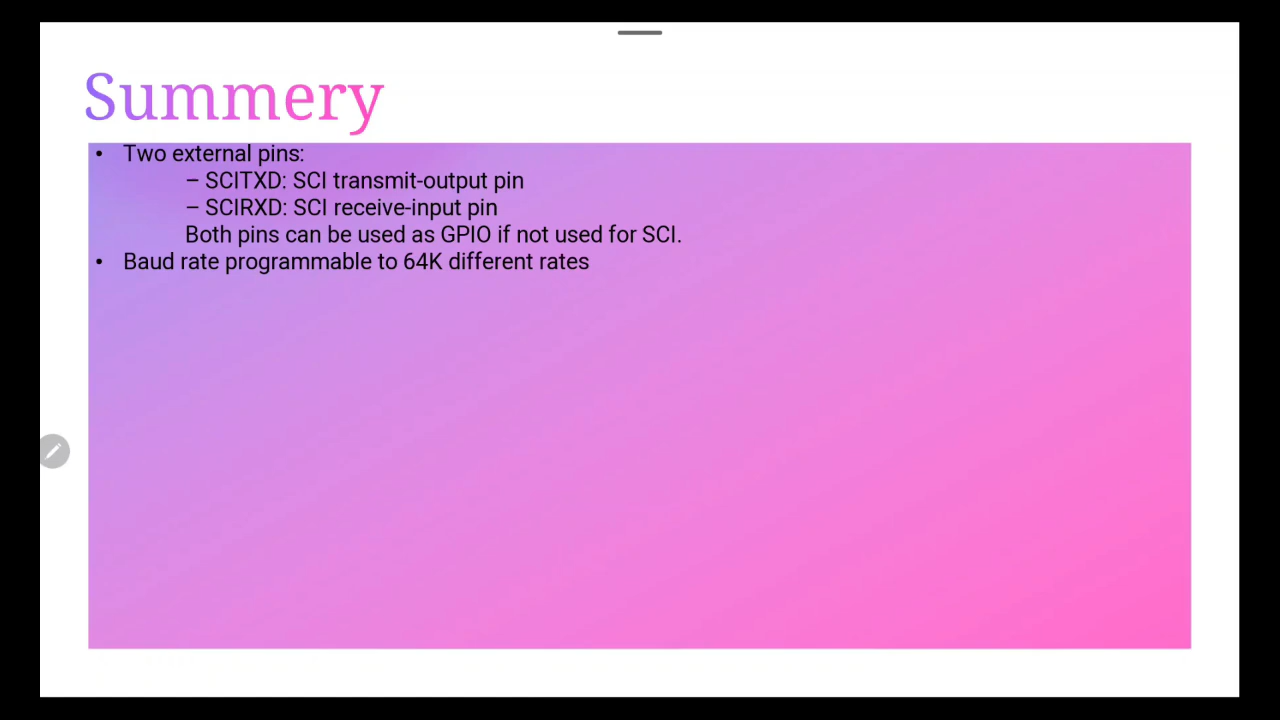 Summery
• Two external pins:
– SCITXD: SCI transmit-output pin
– SCIRXD: SCI receive-input pin
Both pins can be used as GPIO if not used for SCI.
• Baud rate programmable to 64K different rates